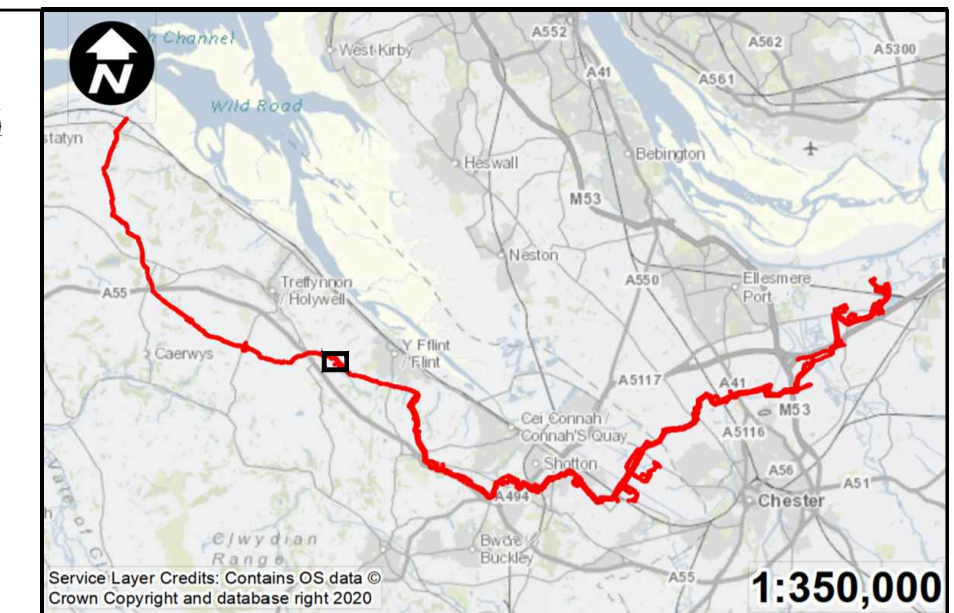 N
h Channel
West Kirby
A552
A562
A5300
A41
A561
Wild Road
statyn
Heswall
Bebington
M53
Neston
A550
Ellesmere
Port
A55
Treffynnon
/ Holywell
Caerwys
Y Fflint
/ Flint
A5117
A41
M53
Cei Connah /
Connah'S Quay
A5116
Shotton
A56
A51
A494
Chester
Clwydian
Range
Buckley
A55
Service Layer Credits: Contains OS data ©
Crown Copyright and database right 2020
1:350,000